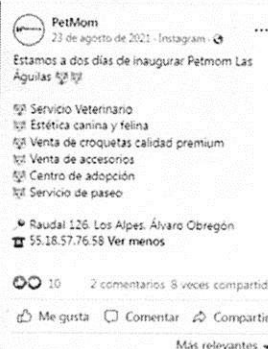 PetMom
23 de agosto de 2021 · Instagram ·
Estamos a dos días de inaugurar Petmom Las
Águilas
Servicio Veterinario
Estética canina y felina
Venta de croquetas calidad premium
Venta de accesorios
Centro de adopción
Servicio de paseo
Raudal 126. Los Alpes. Álvaro Obregón
55.18.57.76.58 Ver menos
10 2 comentarios 8 veces compartid
Me gusta Comentar Compartir
Más relevantes